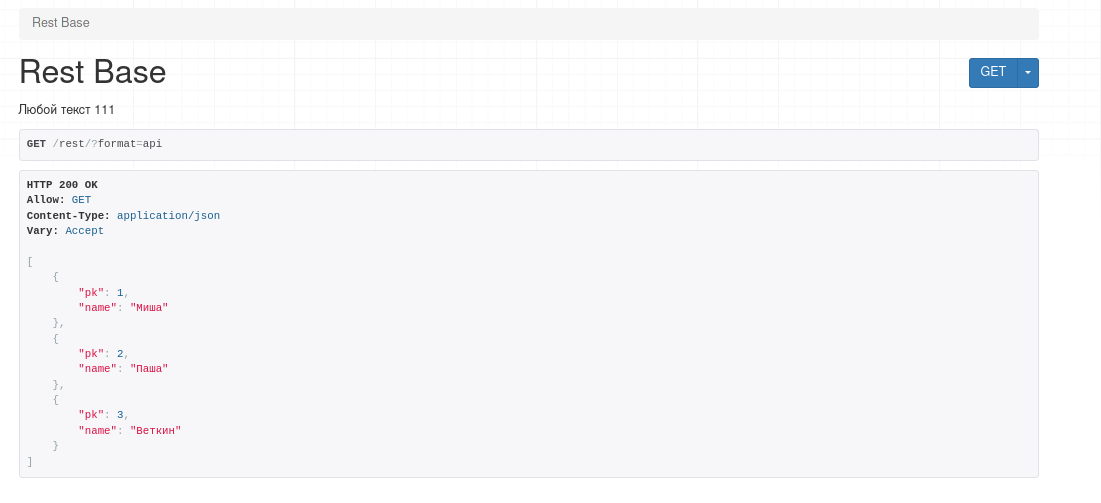 Rest Base
Rest Base
GET
Любой текст 111
GET /rest/?format=api
HTTP 200 OK
Allow: GET
Content-Type: application/json
Vary: Accept
[
    {
        "pk": 1,
        "name": "Миша"
    },
    {
        "pk": 2,
        "name": "Паша"
    },
    {
        "pk": 3,
        "name": "Веткин"
    }
]